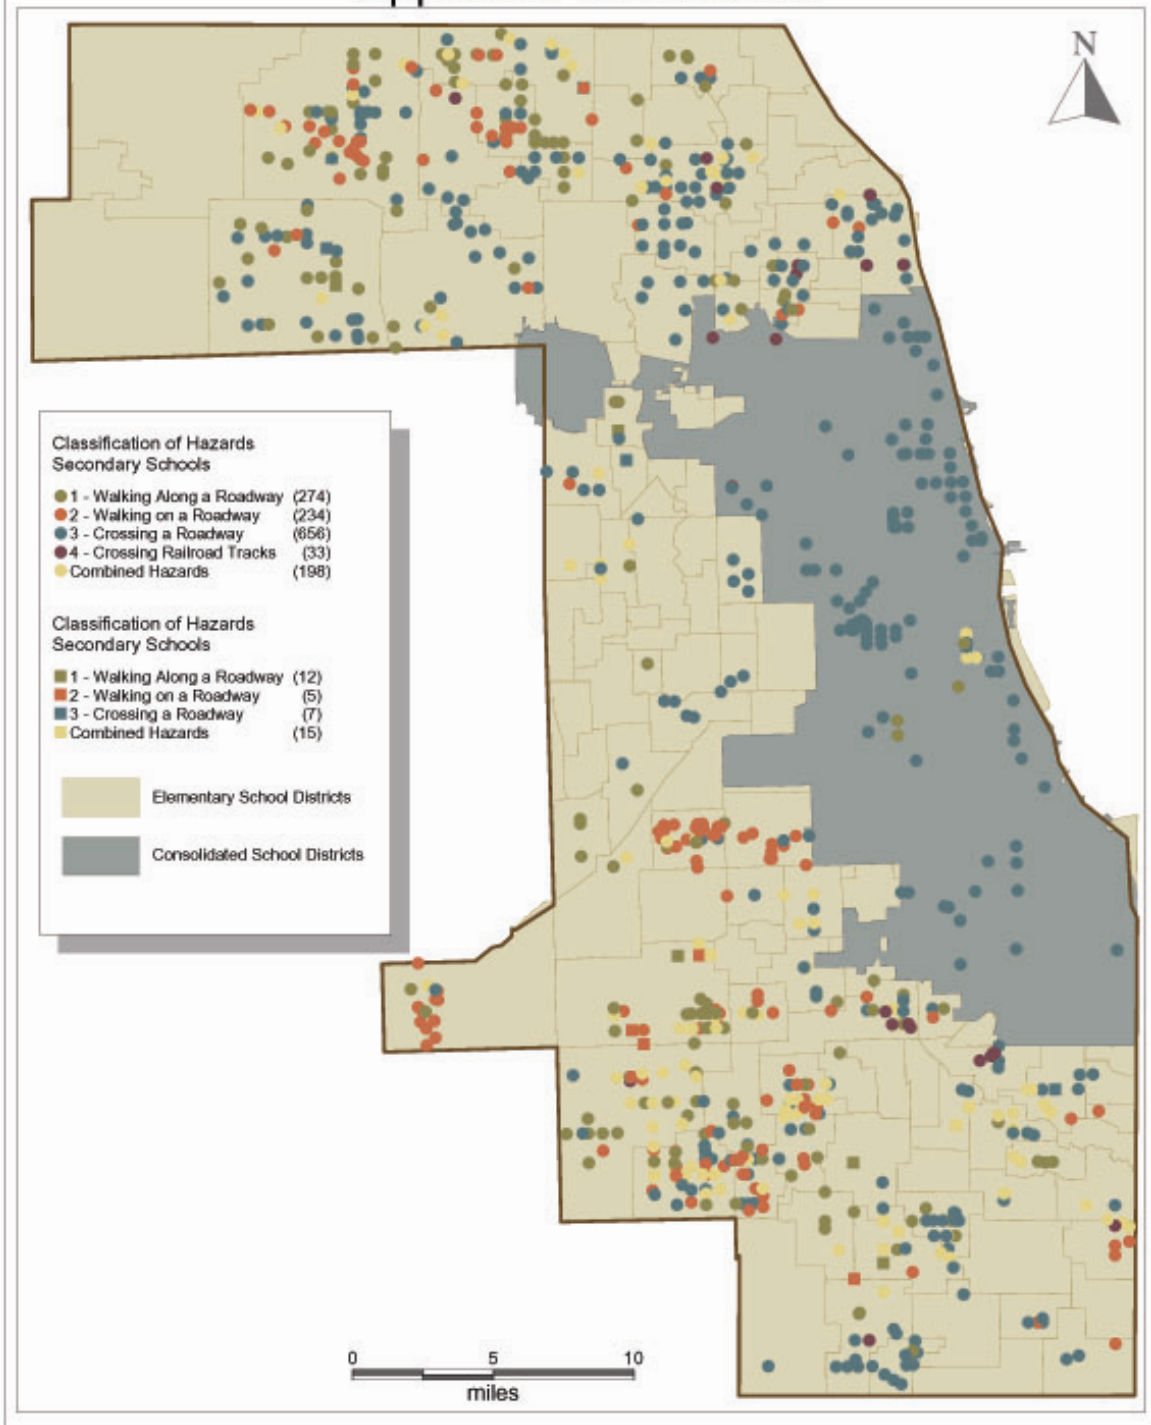 N
Classification of Hazards
Secondary Schools
1 - Walking Along a Roadway (274)
2 - Walking on a Roadway (234)
3 - Crossing a Roadway (656)
4 - Crossing Railroad Tracks (33)
Combined Hazards (198)
Classification of Hazards
Secondary Schools
1 - Walking Along a Roadway (12)
2 - Walking on a Roadway (5)
3 - Crossing a Roadway (7)
Combined Hazards (15)
Elementary School Districts
Consolidated School Districts
0 5 10
miles